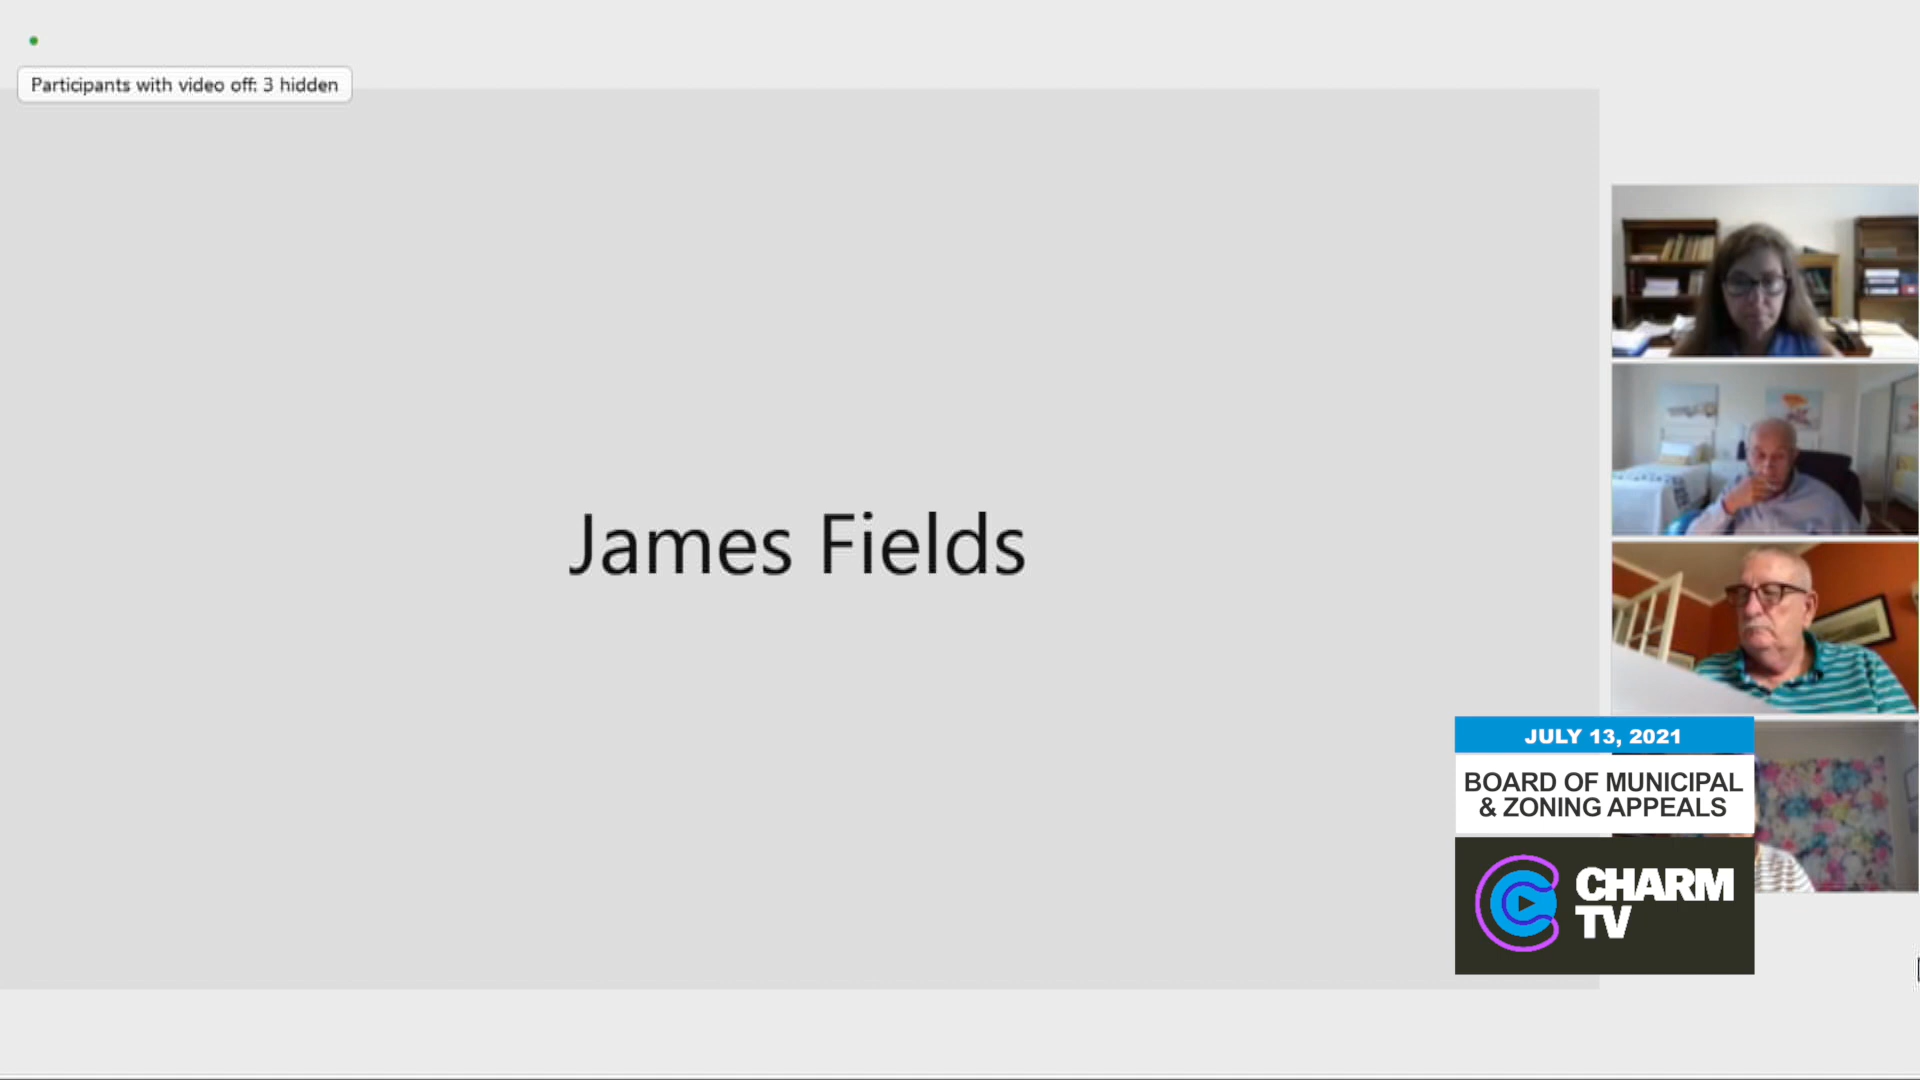 Participants with video off: 3 hidden
James Fields
JULY 13, 2021
BOARD OF MUNICIPAL
& ZONING APPEALS
CHARM
TV